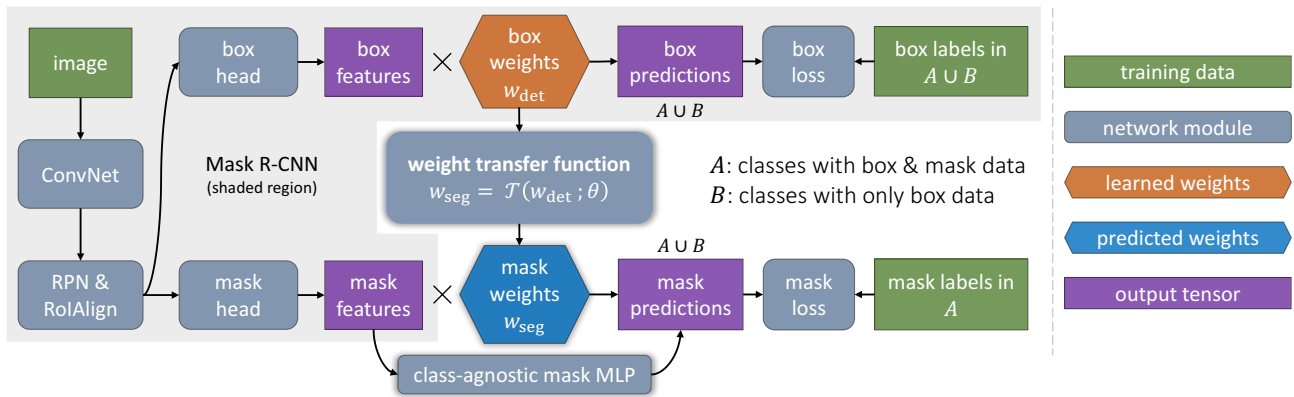 image
box
head
box
features
×
box
weights
w_det
box
predictions
A ∪ B
box
loss
box labels in
A ∪ B
ConvNet
Mask R-CNN
(shaded region)
weight transfer function
w_seg = 𝒯(w_det ; θ)
A: classes with box & mask data
B: classes with only box data
RPN &
RoIAlign
mask
head
mask
features
×
mask
weights
w_seg
A ∪ B
mask
predictions
mask
loss
mask labels in
A
class-agnostic mask MLP
training data
network module
learned weights
predicted weights
output tensor